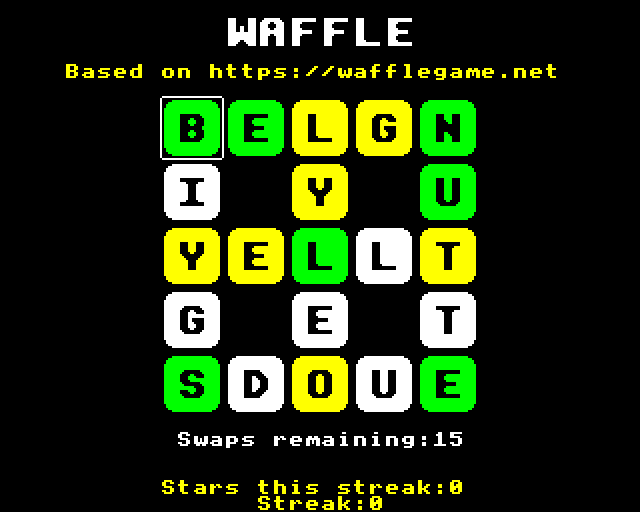 WAFFLE
Based on https://wafflegame.net
B E L G N
I Y U
Y E L L T
G E T
S D O U E
Swaps remaining:15
Stars this streak:0
Streak:0